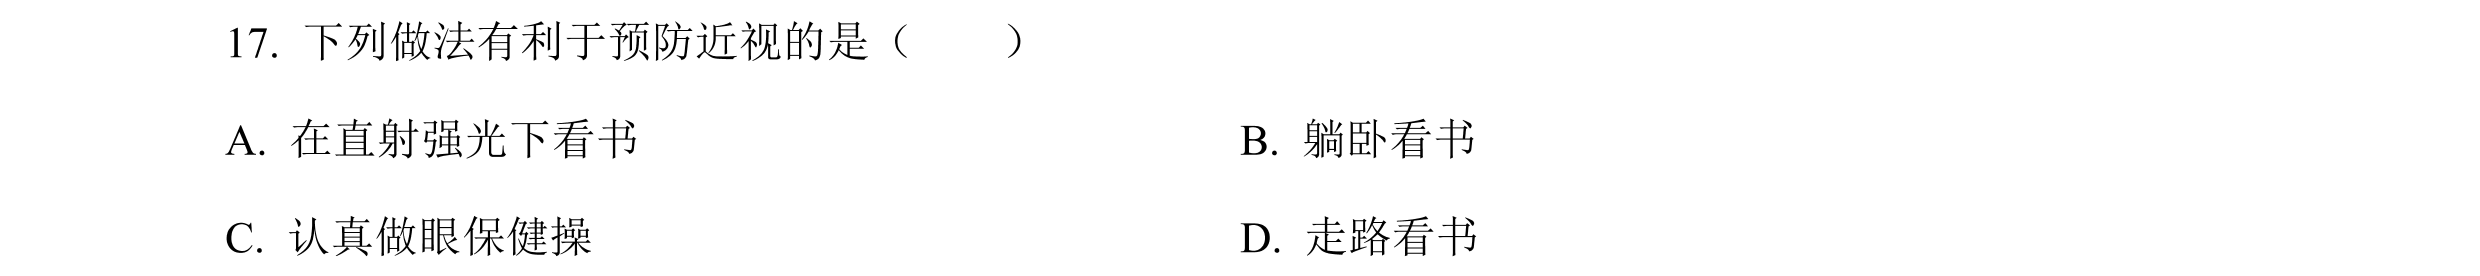 17. 下列做法有利于预防近视的是（　　）
A. 在直射强光下看书 B. 躺卧看书
C. 认真做眼保健操 D. 走路看书